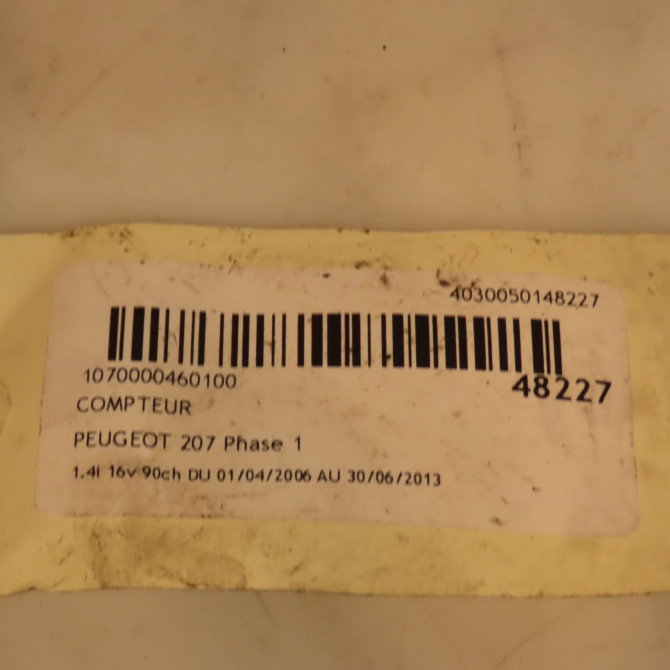 4030050148227
1070000460100
48227
COMPTEUR
PEUGEOT 207 Phase 1
1.4i 16v 90ch DU 01/04/2006 AU 30/06/2013